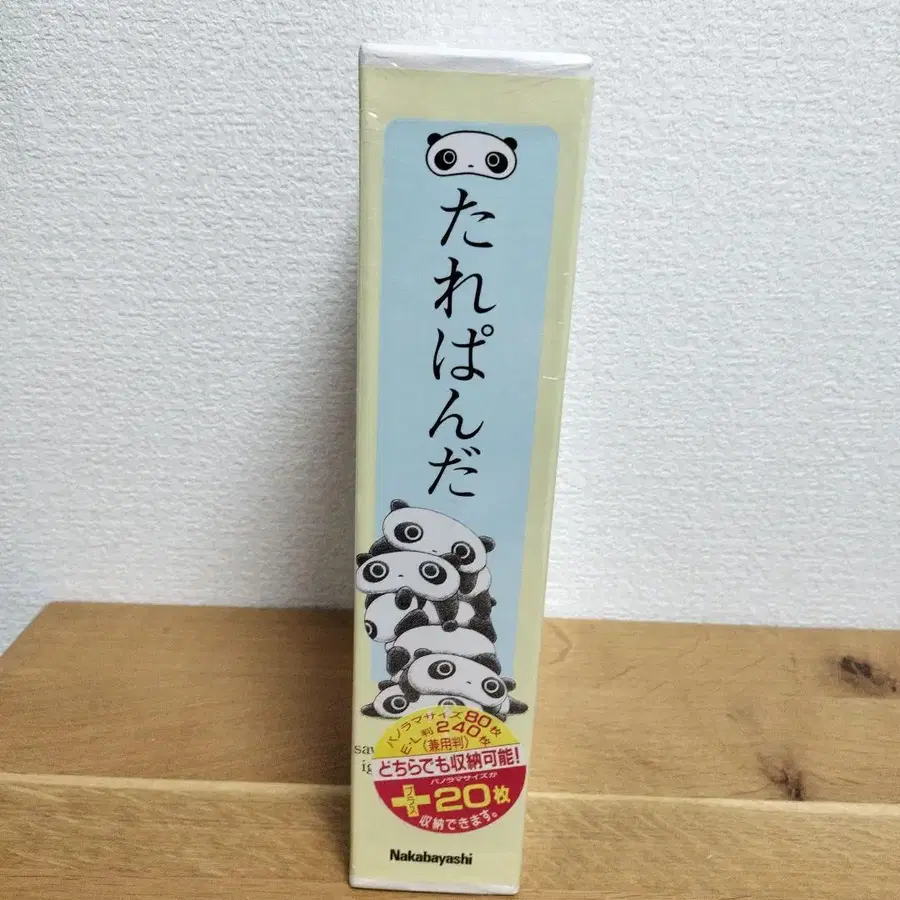 たれぱんだ
パノラマサイズ80枚
E・L判240枚
(兼用判)
どちらでも収納可能!
パノラマサイズが
プラス
+20枚
収納できます。
Nakabayashi